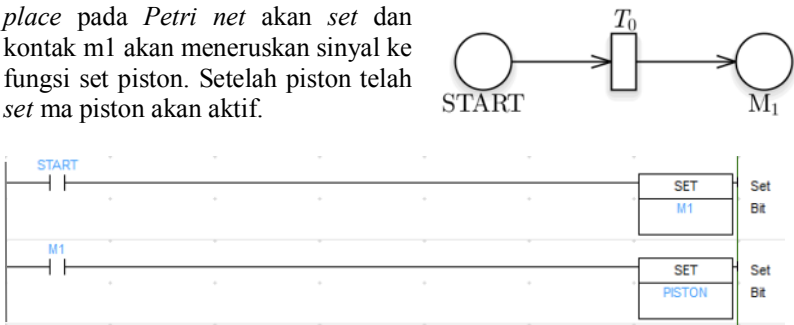 place pada Petri net akan set dan
kontak m1 akan meneruskan sinyal ke
fungsi set piston. Setelah piston telah
set ma piston akan aktif.
T0
START
M1
START
SET
Set
M1
Bit
M1
SET
Set
PISTON
Bit